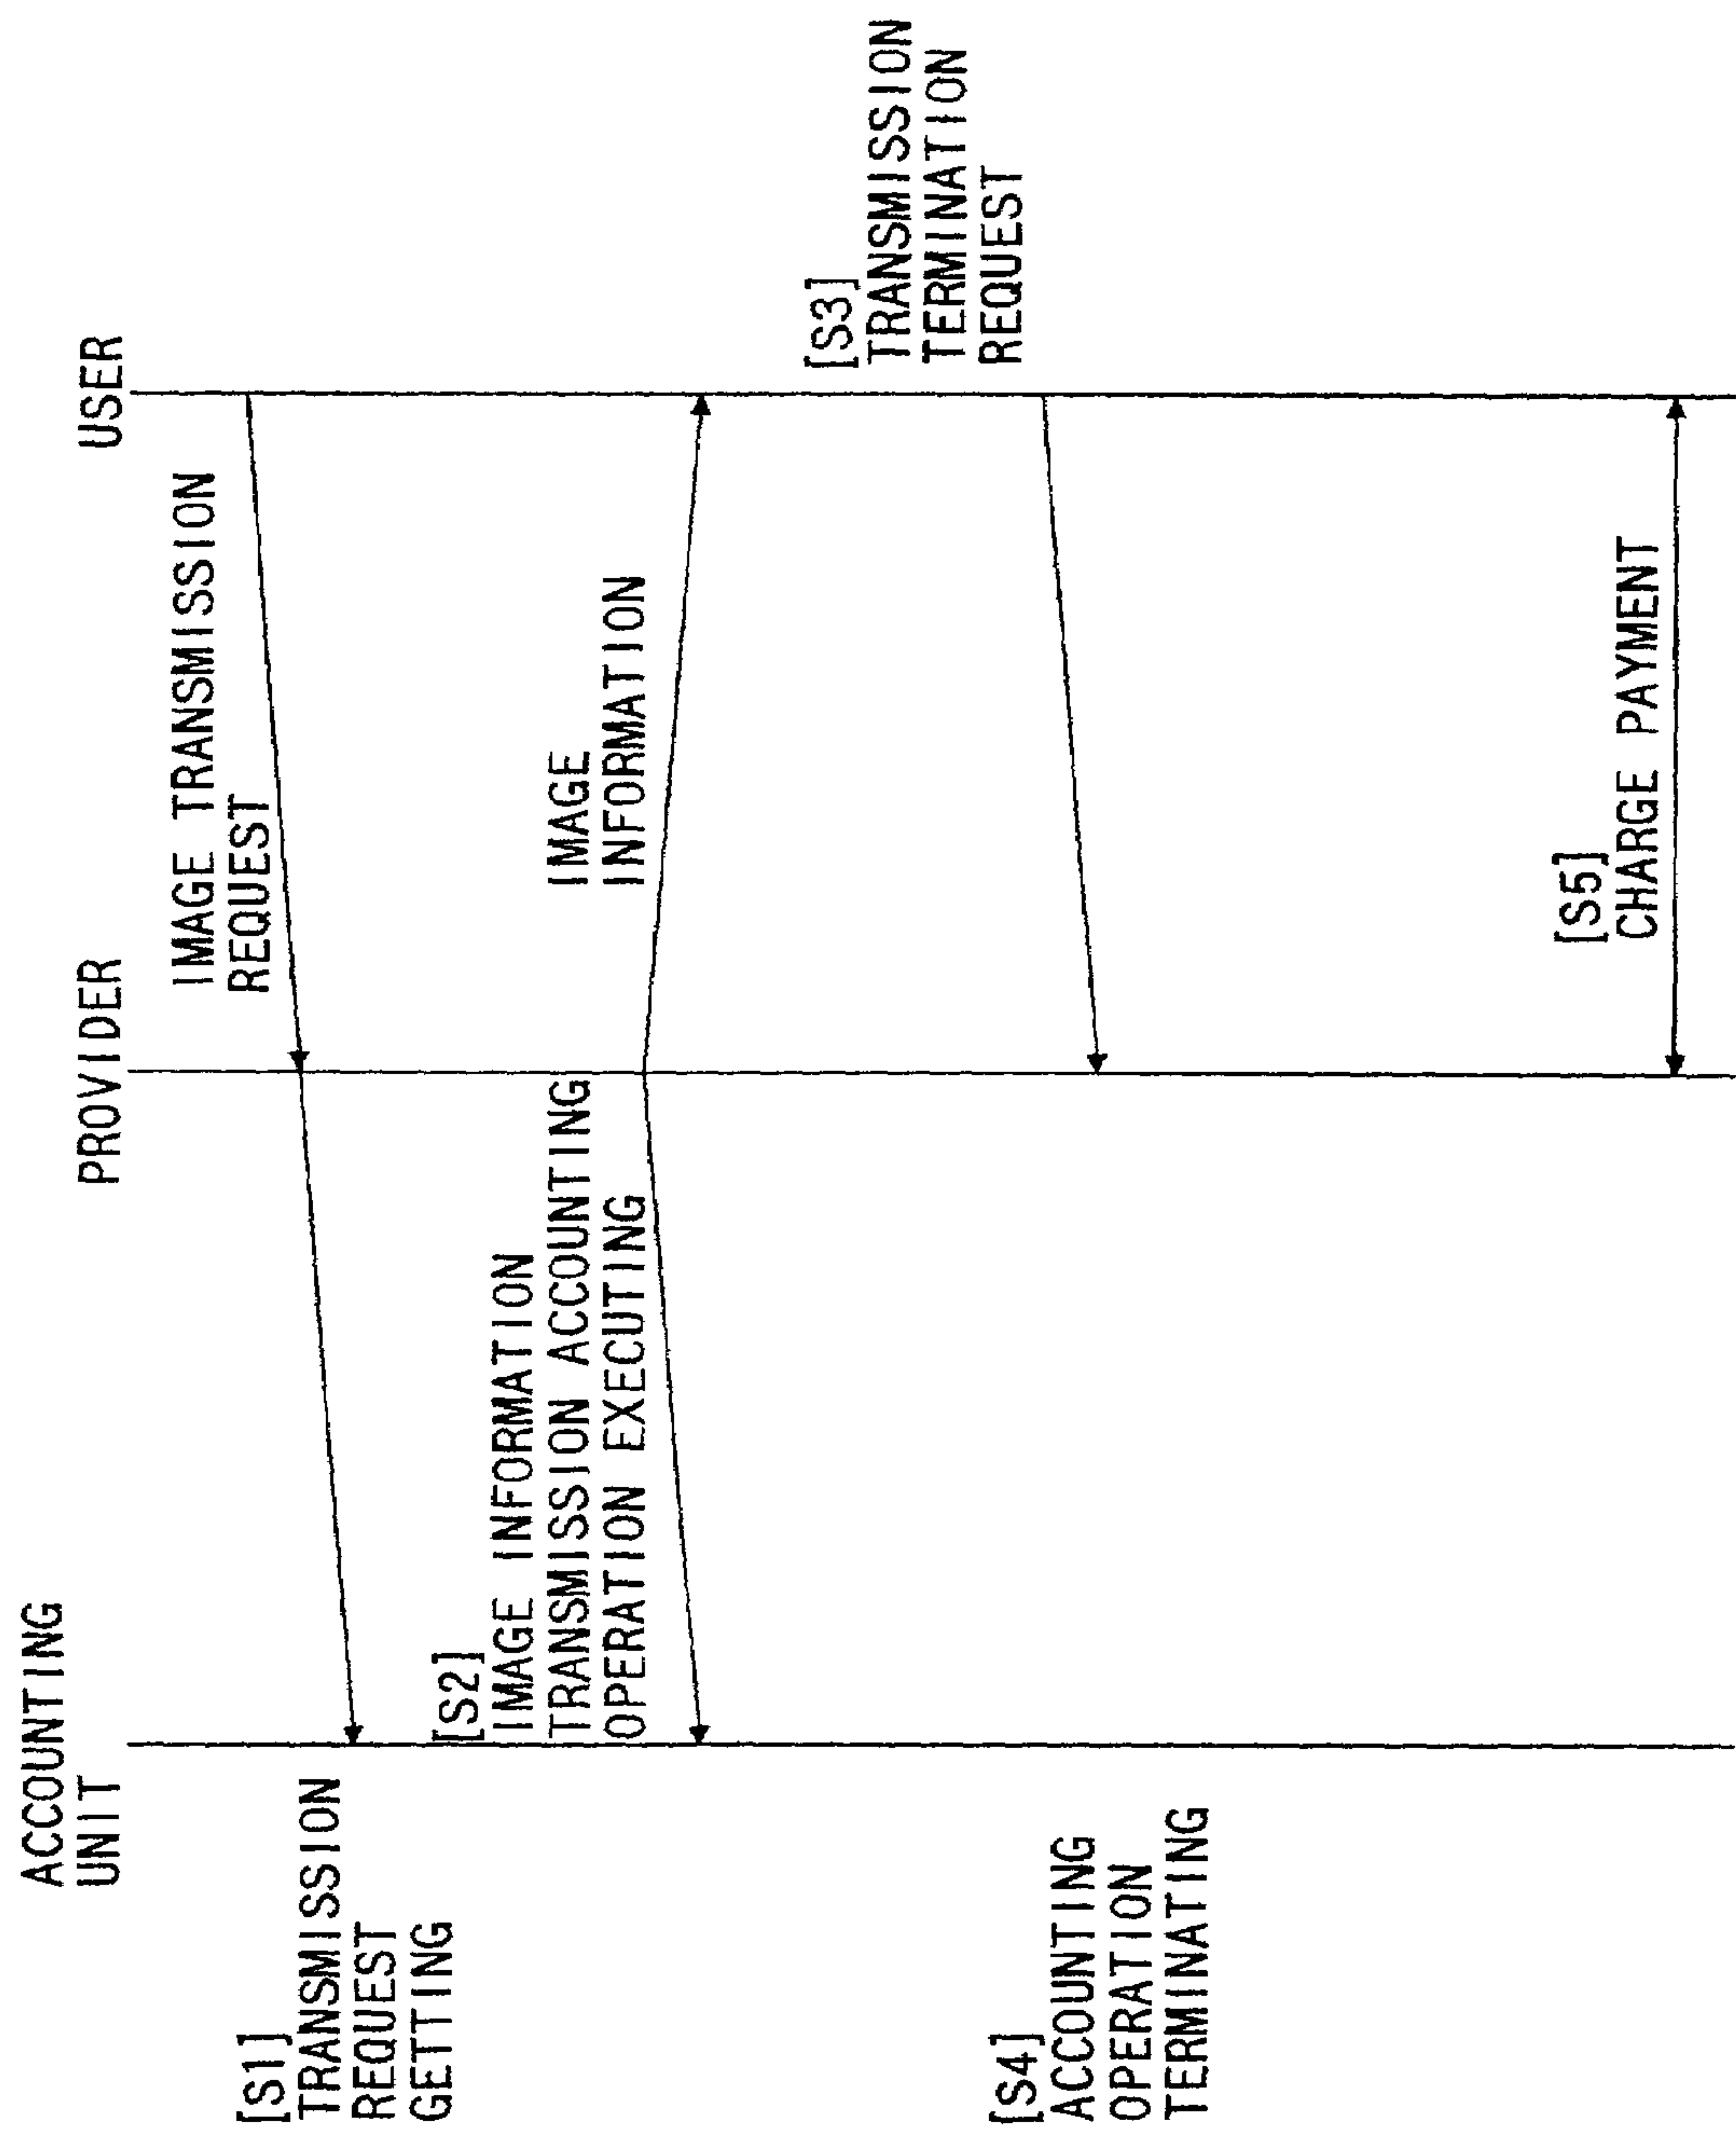 ACCOUNTING
UNIT
PROVIDER
USER
IMAGE TRANSMISSION
REQUEST
[S1]
TRANSMISSION
REQUEST
GETTING
[S2]
IMAGE INFORMATION
TRANSMISSION ACCOUNTING
OPERATION EXECUTING
IMAGE
INFORMATION
[S3]
TRANSMISSION
TERMINATION
REQUEST
[S4]
ACCOUNTING
OPERATION
TERMINATING
[S5]
CHARGE PAYMENT